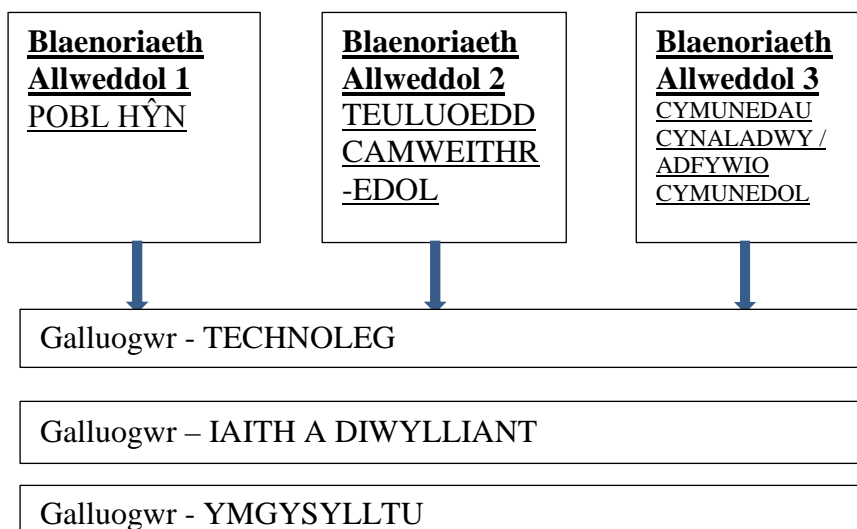 Blaenoriaeth
Allweddol 1
POBL HŶN
Blaenoriaeth
Allweddol 2
TEULUOEDD
CAMWEITHR
-EDOL
Blaenoriaeth
Allweddol 3
CYMUNEDAU
CYNALADWY /
ADFYWIO
CYMUNEDOL
Galluogwr - TECHNOLEG
Galluogwr – IAITH A DIWYLLIANT
Galluogwr - YMGYSYLLTU